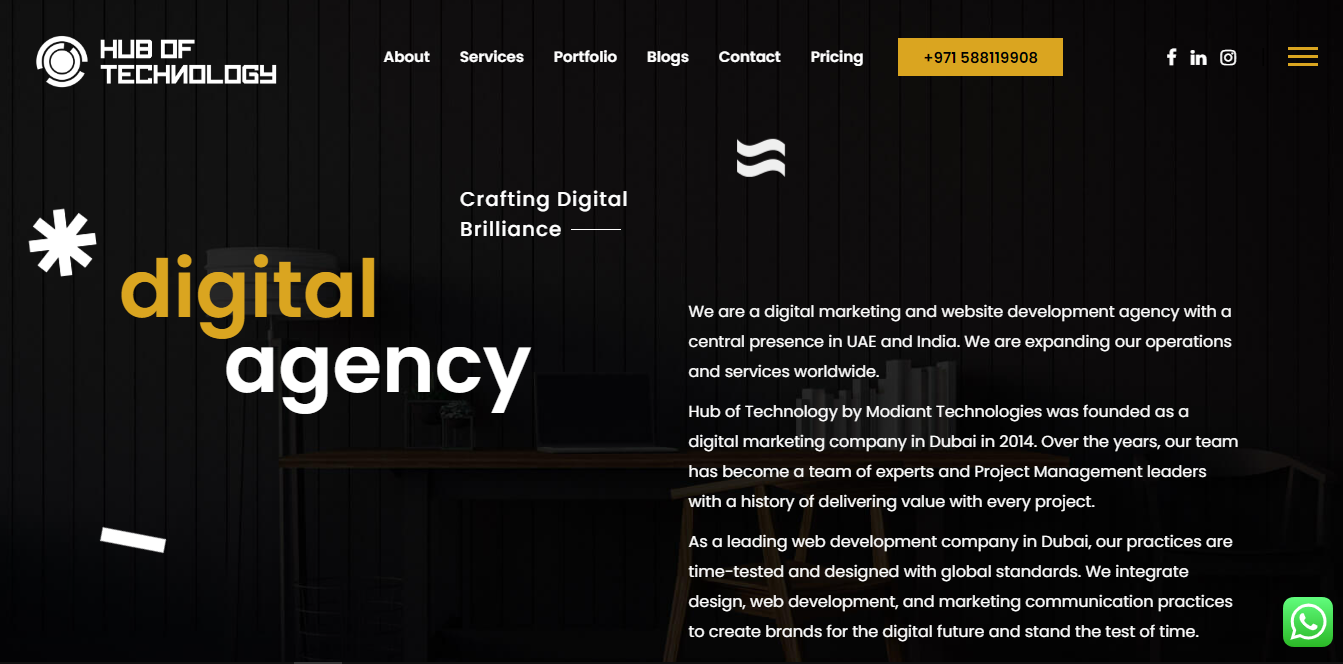 HUB OF
TECHNOLOGY
About Services Portfolio Blogs Contact Pricing +971 588119908
Crafting Digital
Brilliance
digital
agency
We are a digital marketing and website development agency with a
central presence in UAE and India. We are expanding our operations
and services worldwide.
Hub of Technology by Modiant Technologies was founded as a
digital marketing company in Dubai in 2014. Over the years, our team
has become a team of experts and Project Management leaders
with a history of delivering value with every project.
As a leading web development company in Dubai, our practices are
time-tested and designed with global standards. We integrate
design, web development, and marketing communication practices
to create brands for the digital future and stand the test of time.